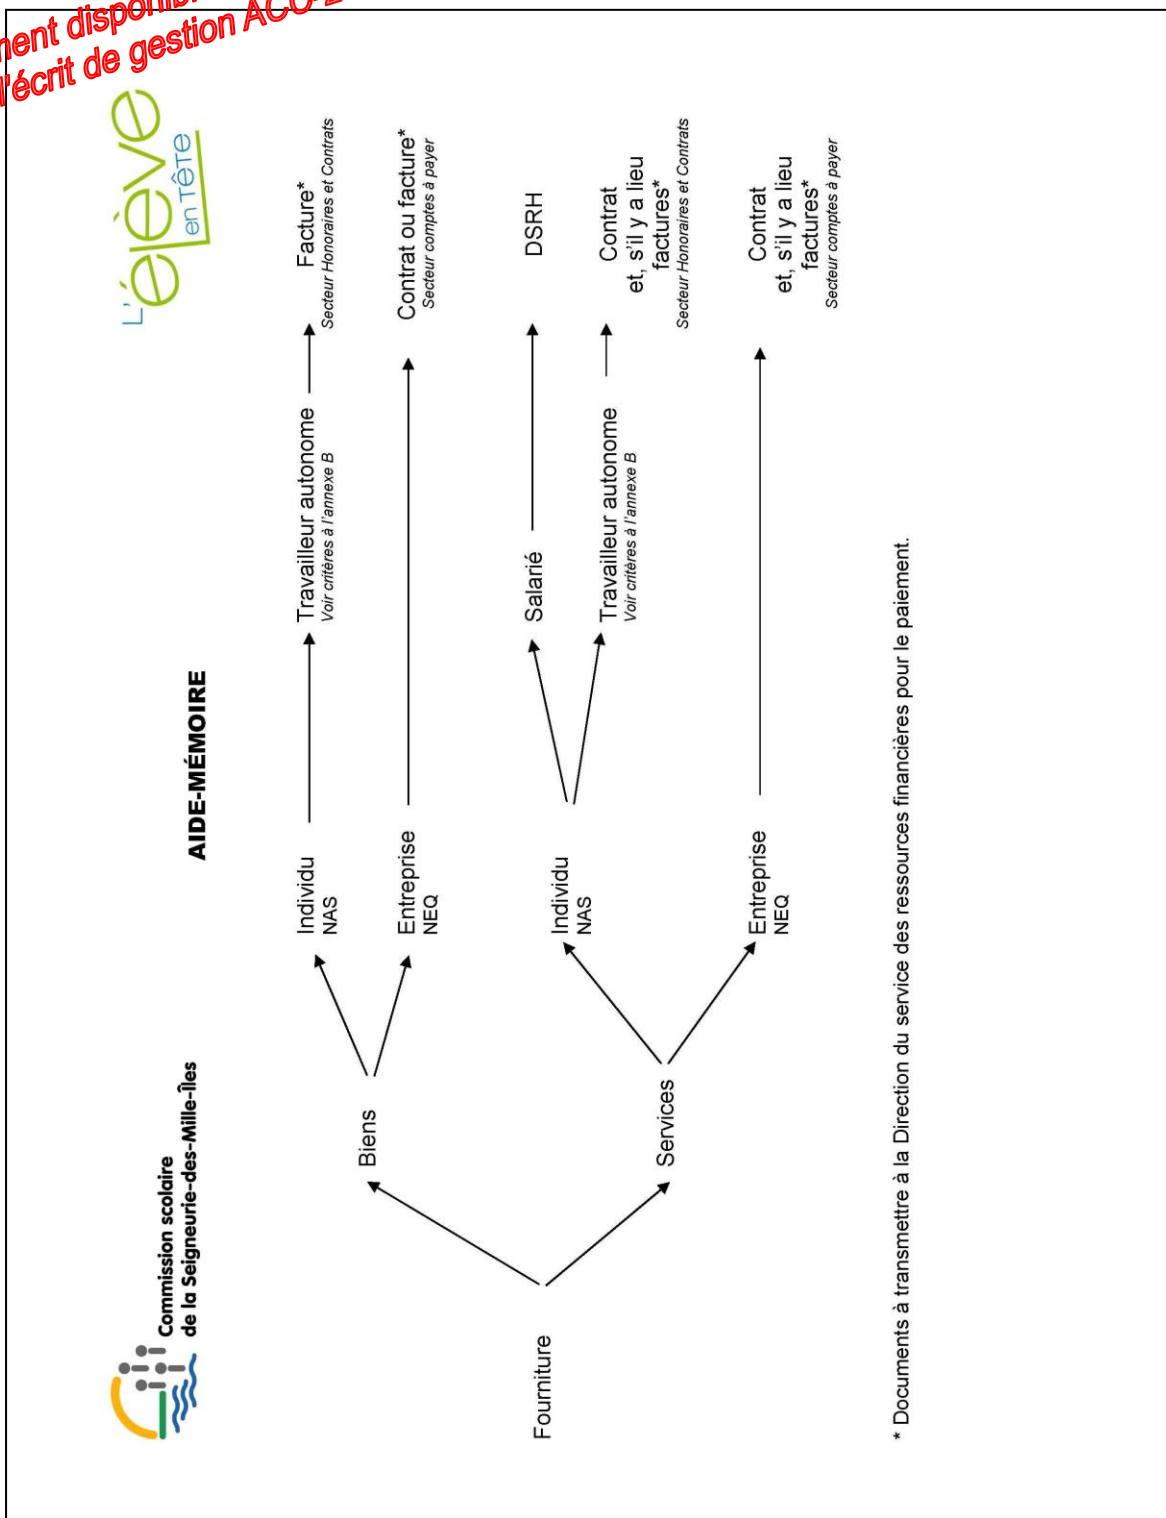 ment disponib
l'écrit de gestion ACC-2
Commission scolaire
de la Seigneurie-des-Mille-Îles
AIDE-MÉMOIRE
L'élève
en TêTe
Fourniture
Biens
Individu
NAS
Travailleur autonome
Voir critères à l'annexe B
Facture*
Secteur Honoraires et Contrats
Entreprise
NEQ
Contrat ou facture*
Secteur comptes à payer
Services
Individu
NAS
Salarié
DSRH
Travailleur autonome
Voir critères à l'annexe B
Contrat
et, s'il y a lieu
factures*
Secteur Honoraires et Contrats
Entreprise
NEQ
Contrat
et, s'il y a lieu
factures*
Secteur comptes à payer
* Documents à transmettre à la Direction du service des ressources financières pour le paiement.